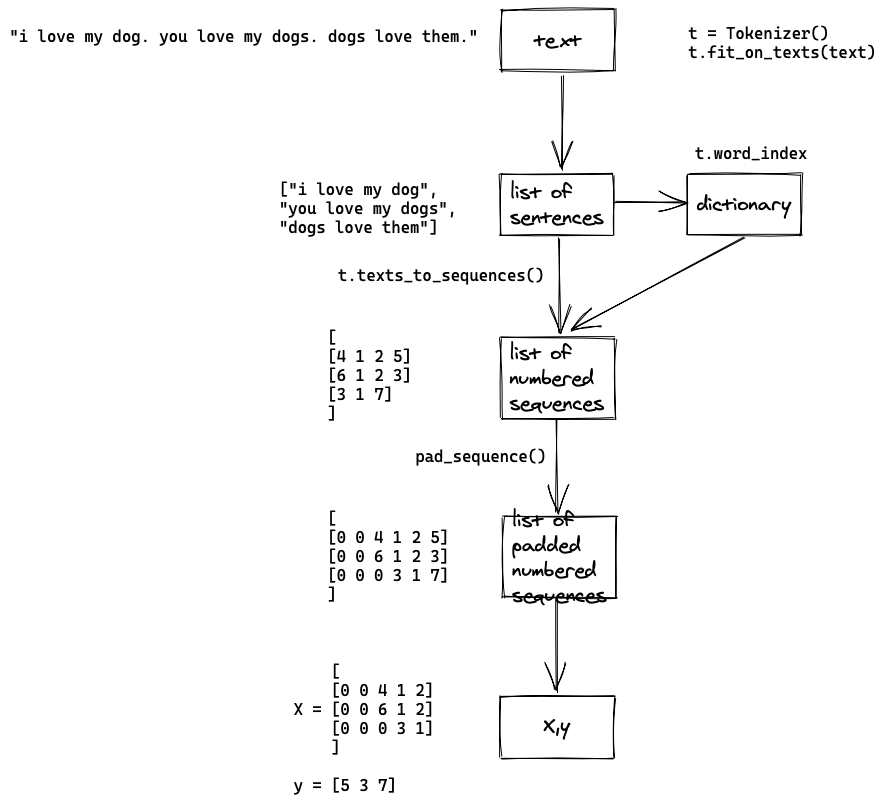 "i love my dog. you love my dogs. dogs love them."
text
t = Tokenizer()
t.fit_on_texts(text)
t.word_index
["i love my dog",
"you love my dogs",
"dogs love them"]
list of
sentences
dictionary
t.texts_to_sequences()
[
[4 1 2 5]
[6 1 2 3]
[3 1 7]
]
list of
numbered
sequences
pad_sequence()
[
[0 0 4 1 2 5]
[0 0 6 1 2 3]
[0 0 0 3 1 7]
]
list of
padded
numbered
sequences
[
[0 0 4 1 2]
X = [0 0 6 1 2]
[0 0 0 3 1]
]
X,y
y = [5 3 7]